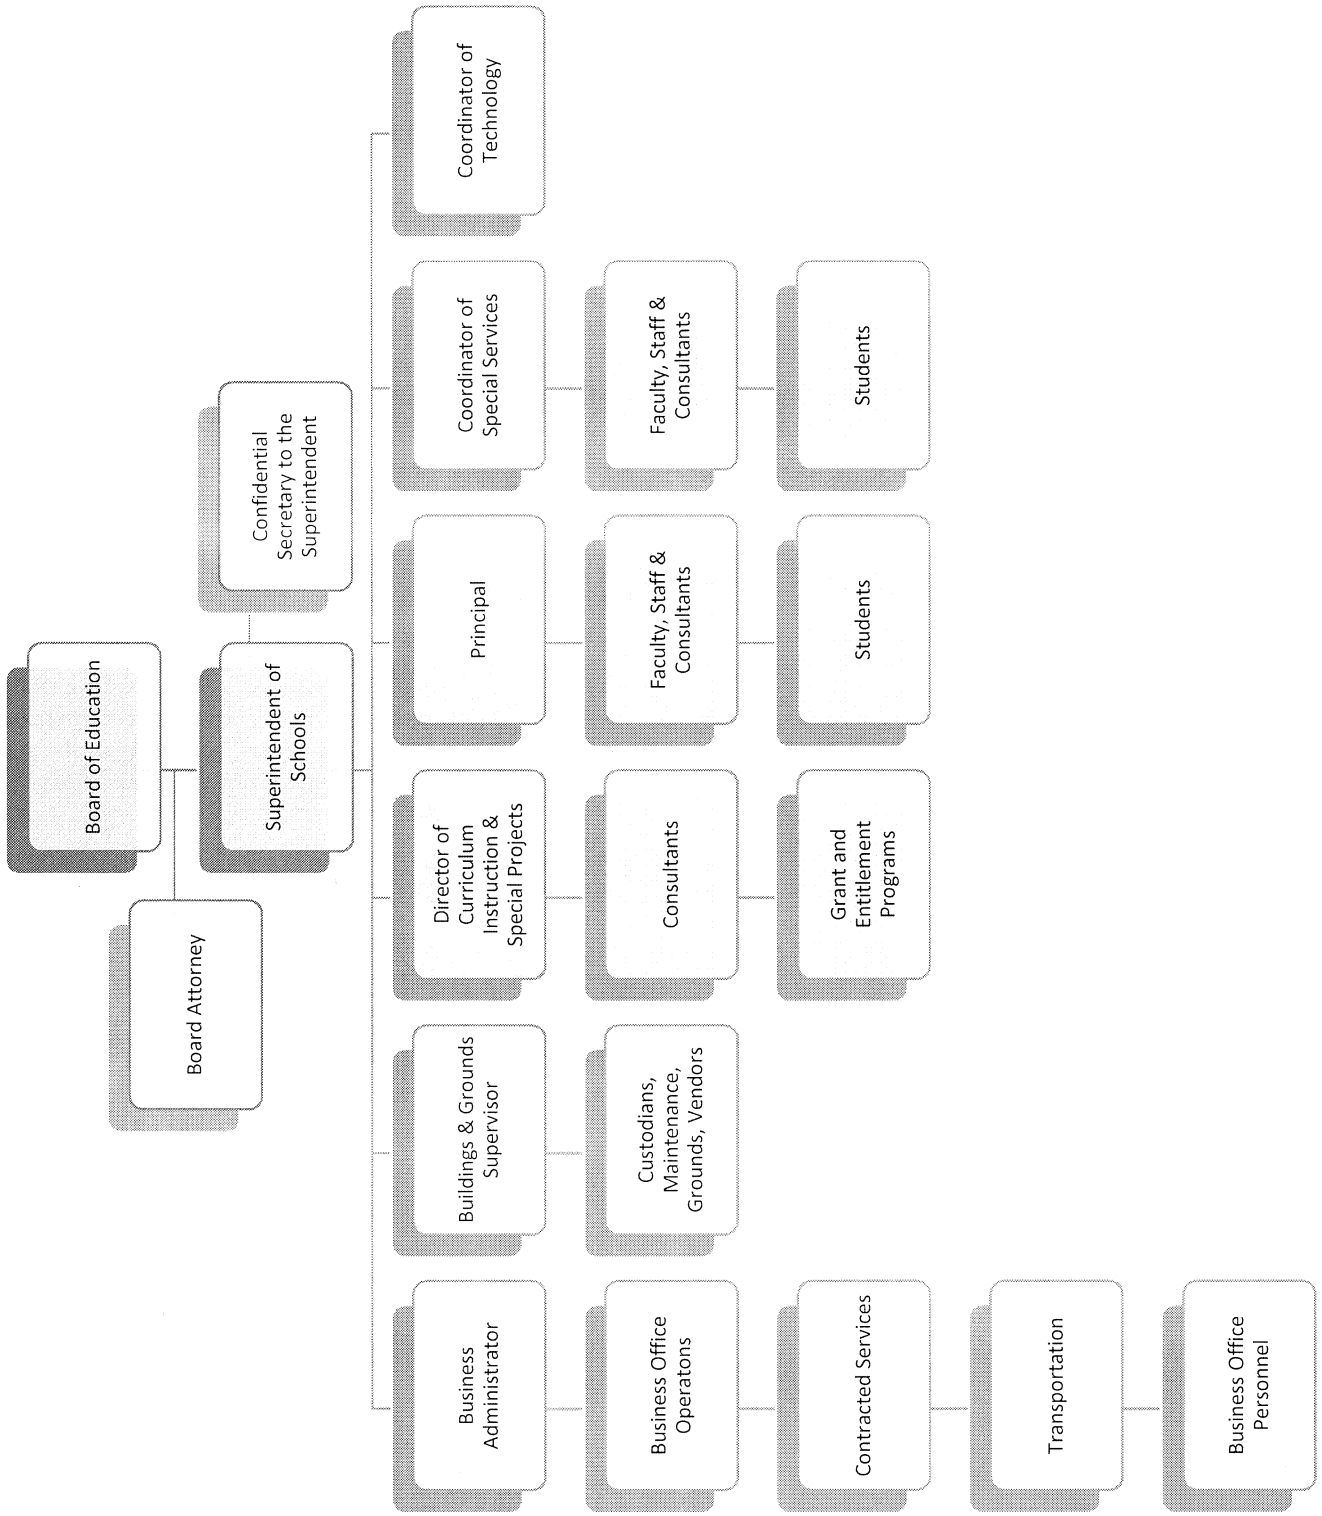 Board of Education
Board Attorney
Superintendent of
Schools
Confidential
Secretary to the
Superintendent
Business
Administrator
Buildings & Grounds
Supervisor
Director of
Curriculum
Instruction &
Special Projects
Principal
Coordinator of
Special Services
Coordinator of
Technology
Business Office
Operatons
Custodians,
Maintenance,
Grounds, Vendors
Consultants
Faculty, Staff &
Consultants
Faculty, Staff &
Consultants
Contracted Services
Grant and
Entitlement
Programs
Students
Students
Transportation
Business Office
Personnel